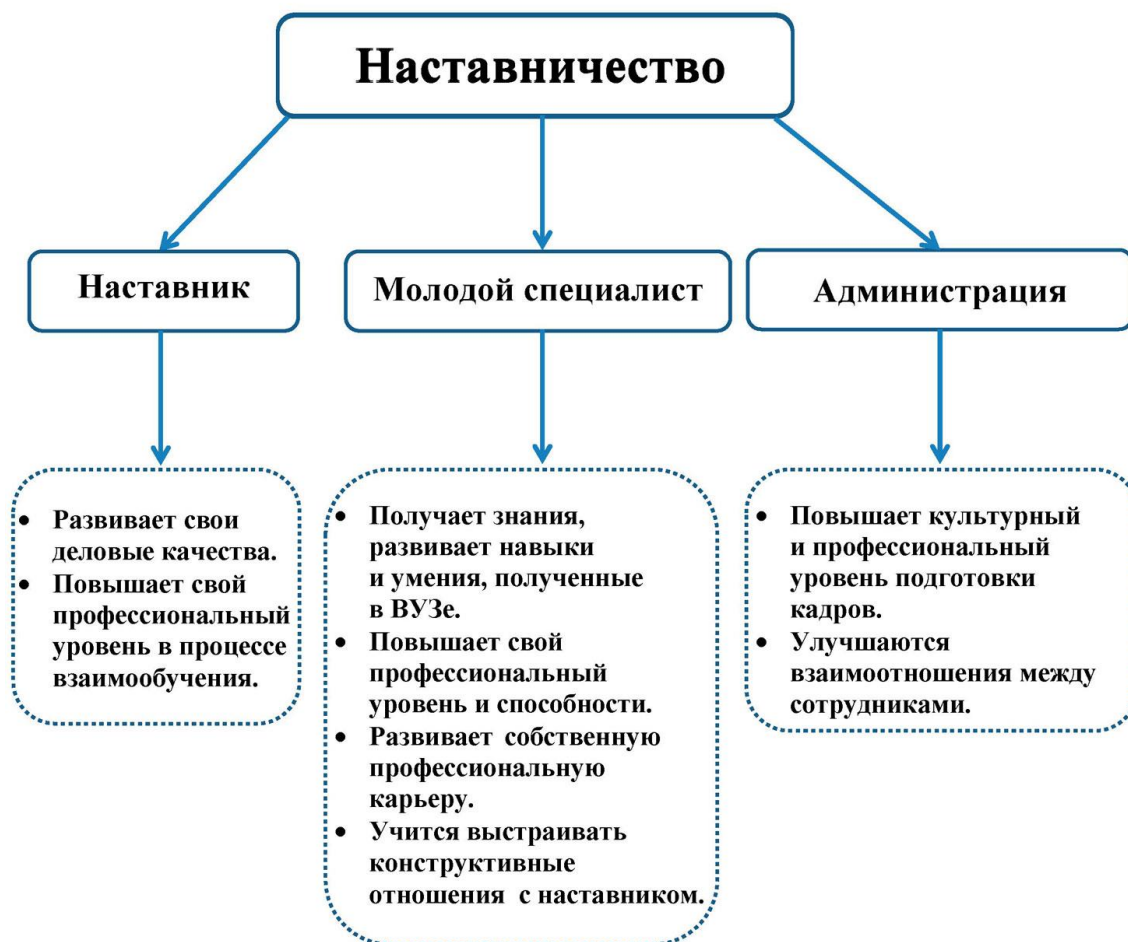 Наставничество
Наставник
Молодой специалист
Администрация
• Развивает свои
деловые качества.
• Повышает свой
профессиональный
уровень в процессе
взаимообучения.
• Получает знания,
развивает навыки
и умения, полученные
в ВУЗе.
• Повышает свой
профессиональный
уровень и способности.
• Развивает собственную
профессиональную
карьеру.
• Учится выстраивать
конструктивные
отношения с наставником.
• Повышает культурный
и профессиональный
уровень подготовки
кадров.
• Улучшаются
взаимоотношения между
сотрудниками.